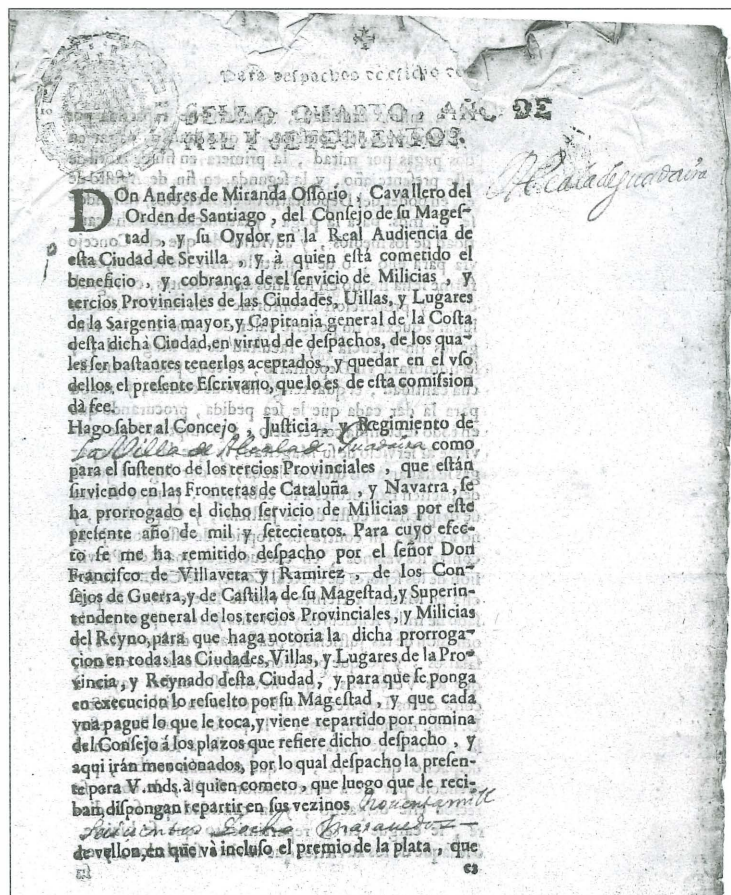 Para despachos de oficio
SELLO QUARTO, AÑO DE
MIL Y SETECIENTOS.
Alcalá de guadaira
DOn Andres de Miranda Ossorio, Cavallero del
Orden de Santiago, del Consejo de su Mages-
tad, y su Oydor en la Real Audiencia de
esta Ciudad de Sevilla, y à quien está cometido el
beneficio, y cobrança de el servicio de Milicias, y
tercios Provinciales de las Ciudades, Uillas, y Lugares
de la Sargentia mayor, y Capitania general de la Costa
desta dicha Ciudad, en virtud de despachos, de los qua-
les ser bastantes tenerlos aceptados, y quedar en el vso
dellos, el presente Escrivano, que lo es de esta comission
dà fee.
Hago saber al Concejo, Justicia, y Regimiento de
La Villa de Alcala de Guadaira como
para el sustento de los tercios Provinciales, que están
sirviendo en las Fronteras de Cataluña, y Navarra, se
ha prorrogado el dicho servicio de Milicias por este
presente año de mil y setecientos. Para cuyo efec-
to se me ha remitido despacho por el señor Don
Francisco de Villaveta y Ramirez, de los Con-
sejos de Guerra, y de Castilla de su Magestad, y Superin-
tendente general de los tercios Provinciales, y Milicias
del Reyno, para que haga notoria la dicha prorroga-
cion en todas las Ciudades, Villas, y Lugares de la Pro-
vincia, y Reynado desta Ciudad, y para que se ponga
en execucion lo resuelto por su Magestad, y que cada
vna pague lo que le toca, y viene repartido por nomina
del Consejo á los plazos que refiere dicho despacho, y
aqui irán mencionados, por lo qual despacho la presen-
te para V. mds. à quien cometo, que luego que le reci-
ban, dispongan repartir en sus vezinos noventa mill
maravedis
de vellon, en que và incluso el premio de la plata, que